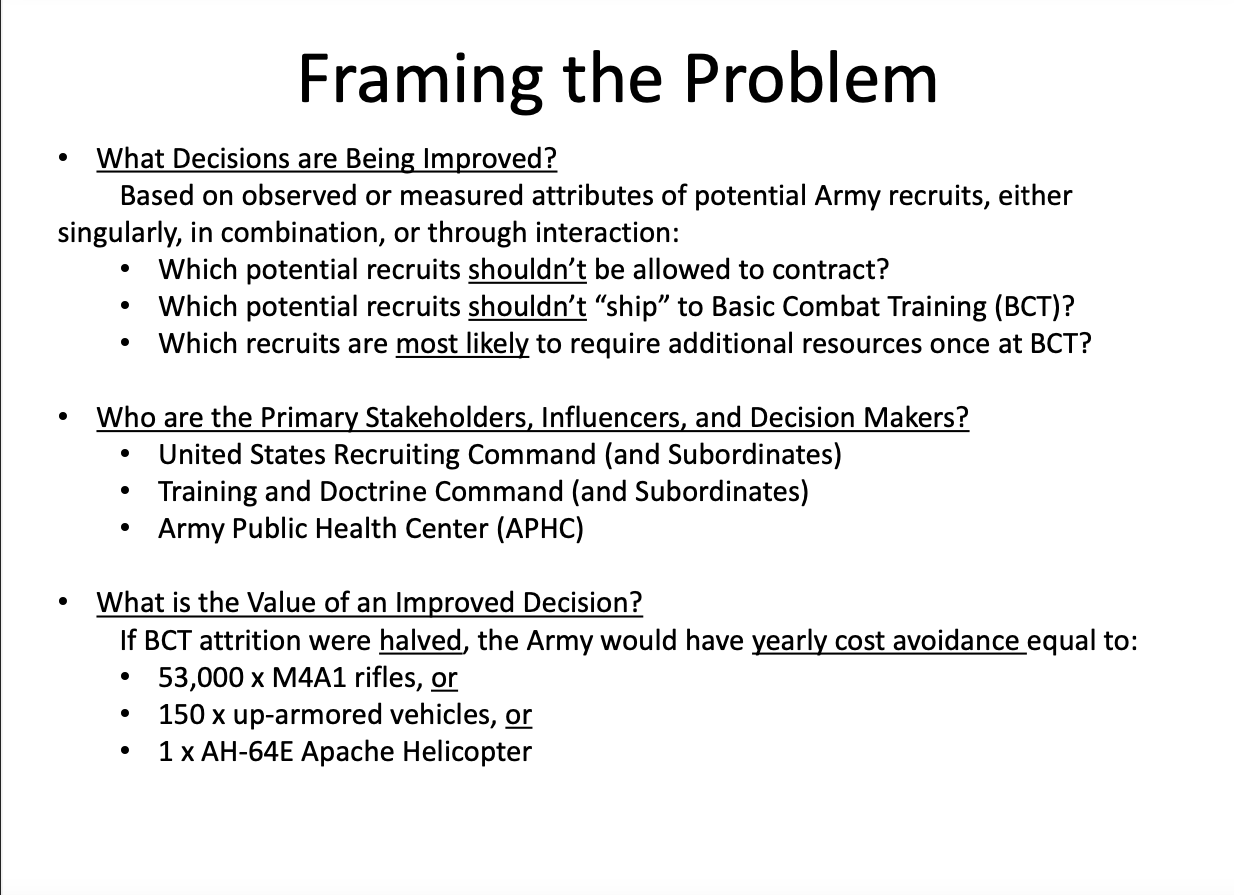 Framing the Problem
• What Decisions are Being Improved?
Based on observed or measured attributes of potential Army recruits, either
singularly, in combination, or through interaction:
• Which potential recruits shouldn’t be allowed to contract?
• Which potential recruits shouldn’t “ship” to Basic Combat Training (BCT)?
• Which recruits are most likely to require additional resources once at BCT?
• Who are the Primary Stakeholders, Influencers, and Decision Makers?
• United States Recruiting Command (and Subordinates)
• Training and Doctrine Command (and Subordinates)
• Army Public Health Center (APHC)
• What is the Value of an Improved Decision?
If BCT attrition were halved, the Army would have yearly cost avoidance equal to:
• 53,000 x M4A1 rifles, or
• 150 x up-armored vehicles, or
• 1 x AH-64E Apache Helicopter